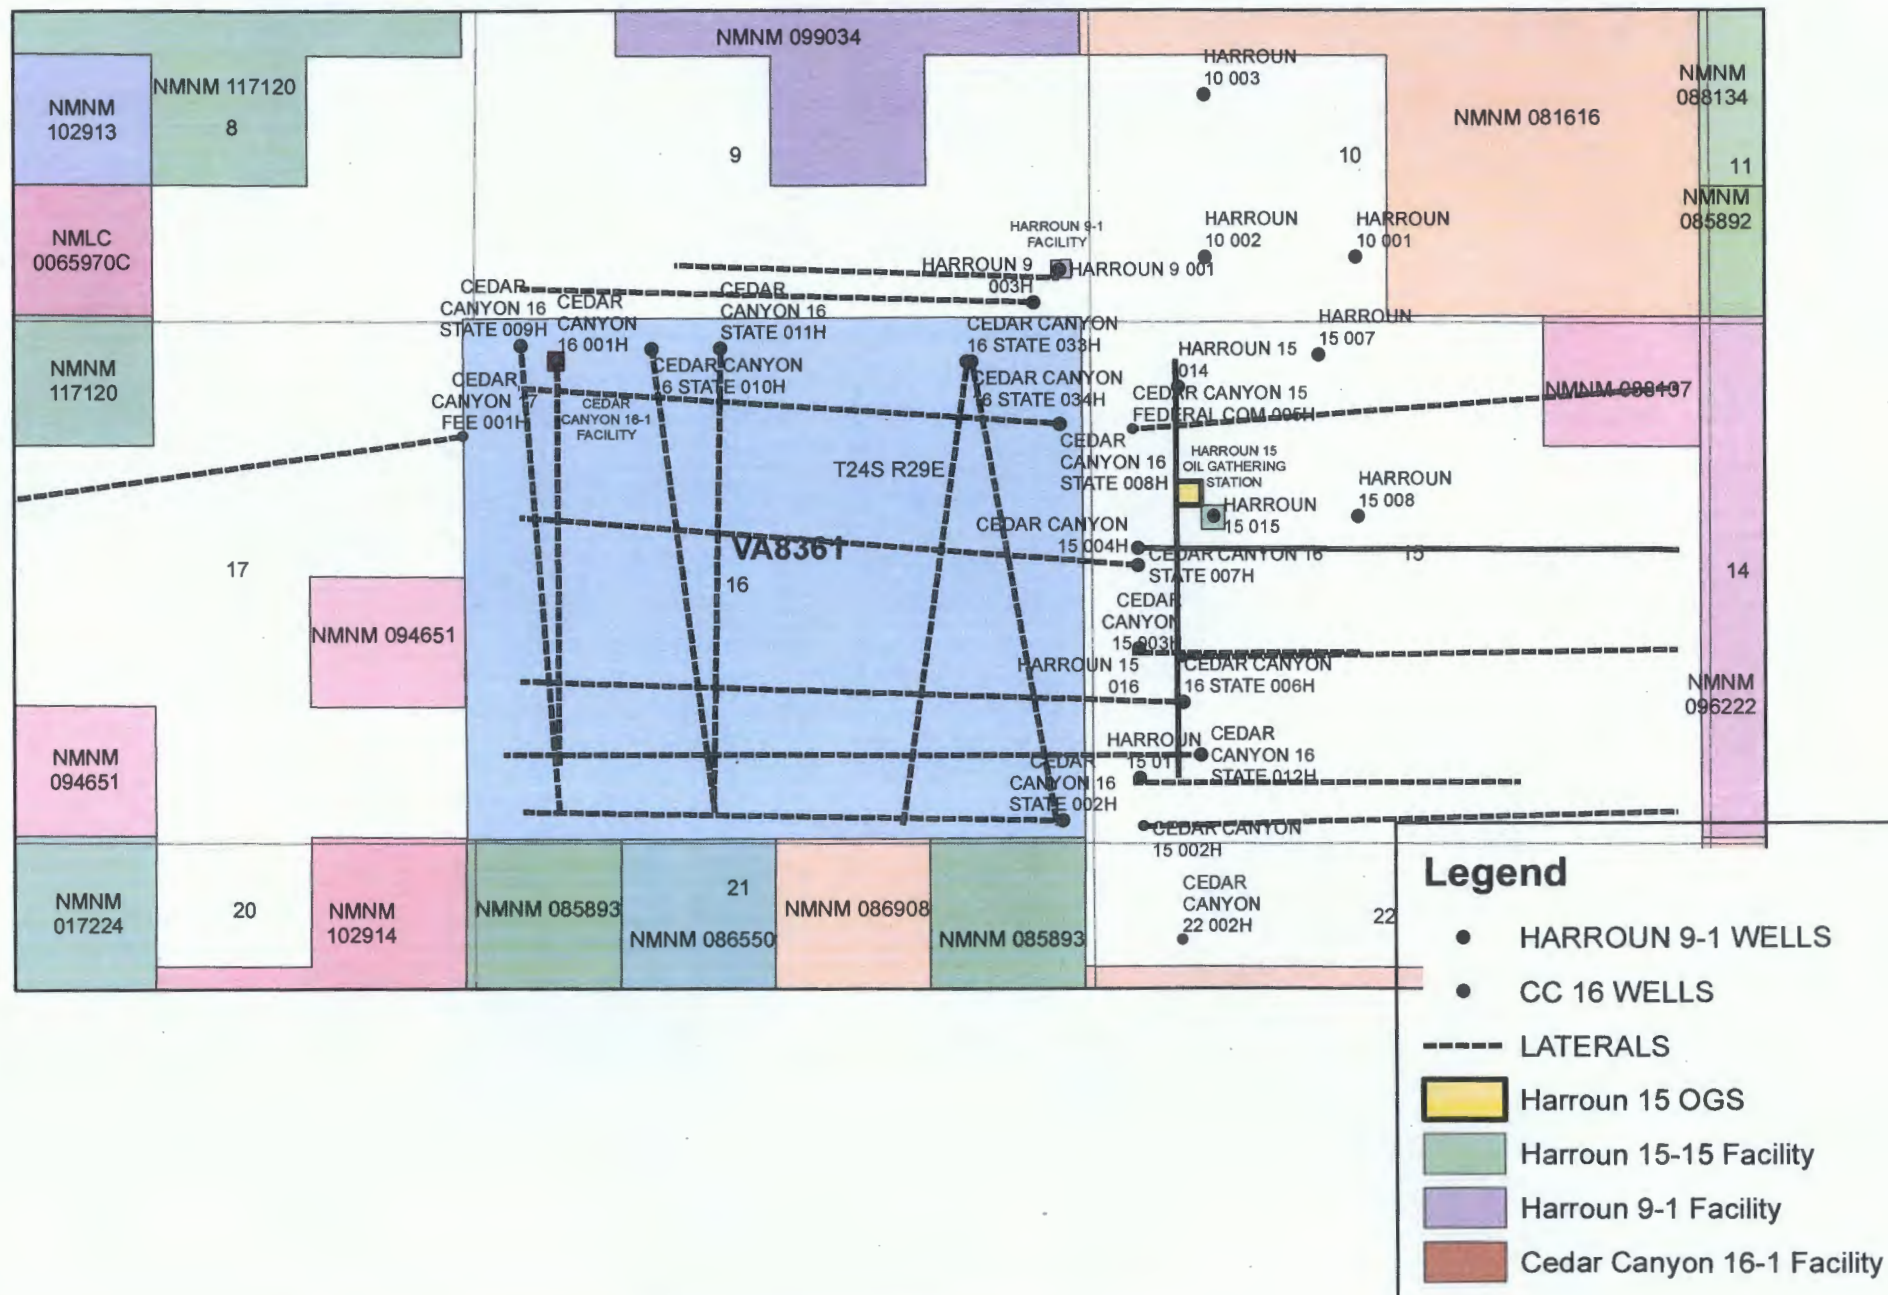 NMNM 099034
HARROUN
10 003
NMNM
088134
NMNM 117120
8
NMNM
102913
NMNM 081616
9
10
11
NMNM
085892
NMLC
0065970C
HARROUN 9-1
FACILITY
HARROUN
10 002
HARROUN
10 001
HARROUN 9
003H
HARROUN 9 001
CEDAR
CANYON 16
STATE 009H
CEDAR
CANYON
16 001H
CEDAR
CANYON 16
STATE 011H
CEDAR CANYON
16 STATE 033H
HARROUN
15 007
HARROUN 15
014
NMNM
117120
CEDAR
CANYON 17
FEE 001H
CEDAR CANYON
16 STATE 010H
CEDAR
CANYON 16-1
FACILITY
CEDAR CANYON
16 STATE 034H
CEDAR CANYON 15
FEDERAL COM 005H
NMNM 088137
CEDAR
CANYON 16
STATE 008H
T24S R29E
HARROUN 15
OIL GATHERING
STATION
HARROUN
15 008
HARROUN
15 015
CEDAR CANYON
15 004H
VA8361
16
CEDAR CANYON 16
STATE 007H
15
17
14
CEDAR
CANYON
15 003H
NMNM 094651
HARROUN 15
016
CEDAR CANYON
16 STATE 006H
NMNM
096222
NMNM
094651
HARROUN
15 01
CEDAR
CANYON 16
STATE 012H
CEDAR
CANYON 16
STATE 002H
CEDAR CANYON
15 002H
NMNM
017224
20
NMNM
102914
NMNM 085893
21
NMNM 086550
NMNM 086908
NMNM 085893
CEDAR
CANYON
22 002H
22
Legend
HARROUN 9-1 WELLS
CC 16 WELLS
LATERALS
Harroun 15 OGS
Harroun 15-15 Facility
Harroun 9-1 Facility
Cedar Canyon 16-1 Facility